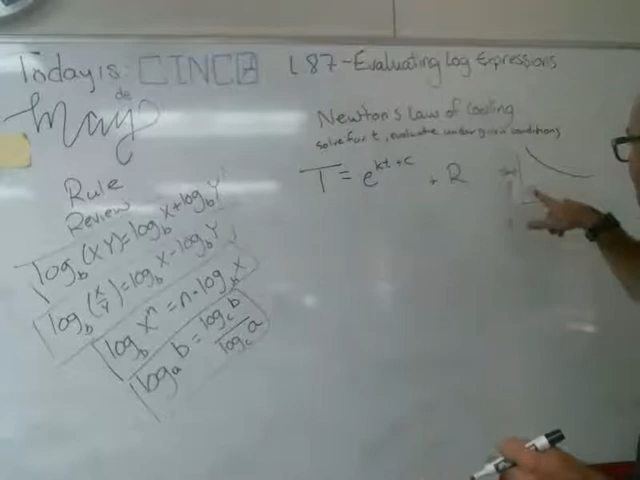 Today is: CINCO
de
Mayo
L87-Evaluating Log Expressions
Newton's Law of Cooling
solve for t, evaluate under given conditions
T = e^{kt+c} + R
Rule
Review
log_b(XY)=log_b X+log_b Y
log_b(X/Y)=log_b X-log_b Y
log_b X^n = n·log_b X
log_a b = log_c b / log_c a